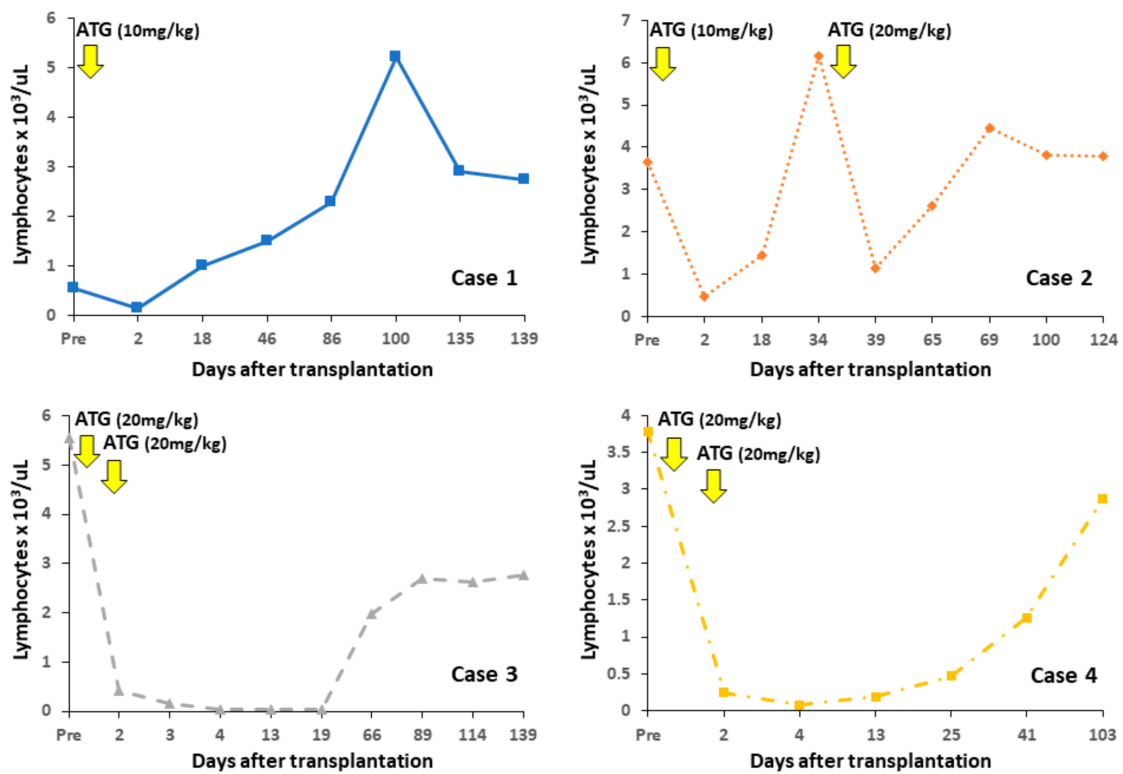 ATG (10mg/kg)
Lymphocytes x 10³/uL
6
5
4
3
2
1
0
Case 1
Pre 2 18 46 86 100 135 139
Days after transplantation
ATG (10mg/kg) ATG (20mg/kg)
Lymphocytes x 10³/uL
7
6
5
4
3
2
1
0
Case 2
Pre 2 18 34 39 65 69 100 124
Days after transplantation
ATG (20mg/kg)
ATG (20mg/kg)
Lymphocytes x 10³/uL
6
5
4
3
2
1
0
Case 3
Pre 2 3 4 13 19 66 89 114 139
Days after transplantation
ATG (20mg/kg)
ATG (20mg/kg)
Lymphocytes x 10³/uL
4
3.5
3
2.5
2
1.5
1
0.5
0
Case 4
Pre 2 4 13 25 41 103
Days after transplantation